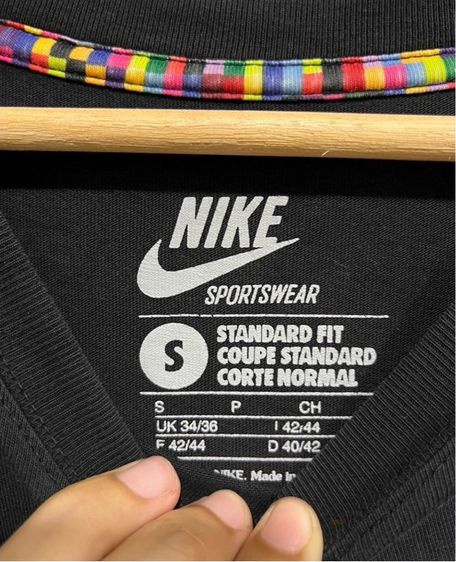 NIKE
SPORTSWEAR
S
STANDARD FIT
COUPE STANDARD
CORTE NORMAL
S P CH
UK 34/36 I 42/44
F 42/44 D 40/42
NIKE. Made in